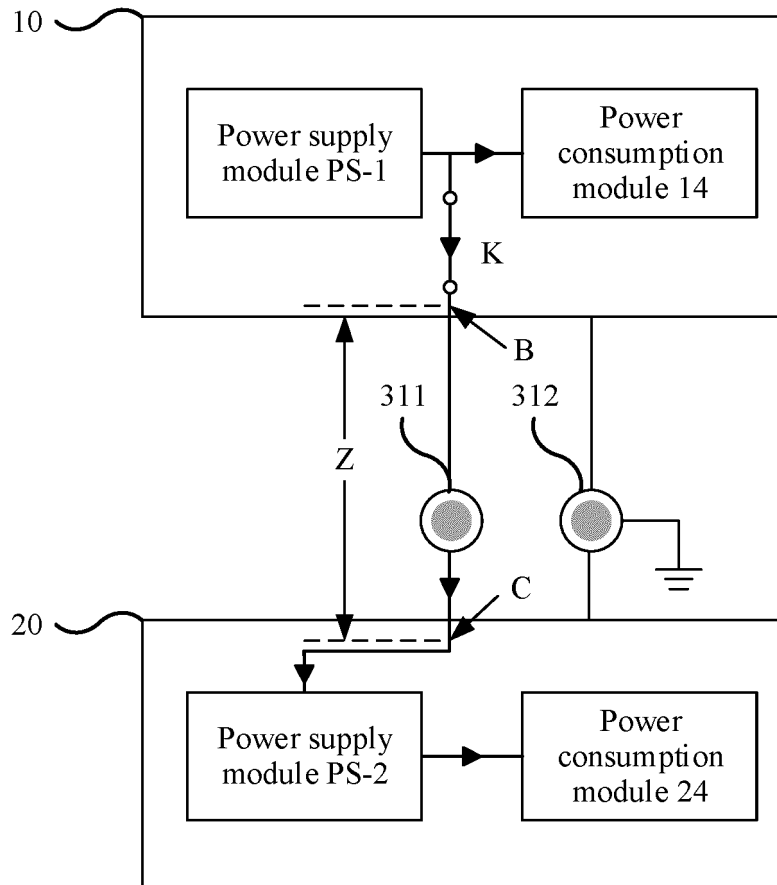 10
Power supply
module PS-1
Power
consumption
module 14
K
B
311
312
Z
C
20
Power supply
module PS-2
Power
consumption
module 24